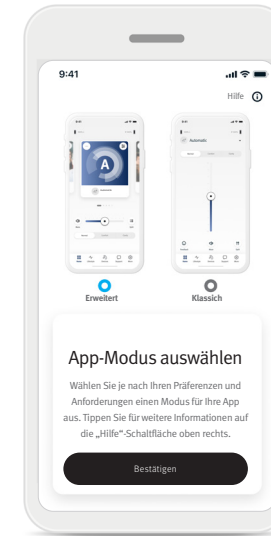 9:41
Hilfe
A
Automatic
Erweitert
Klassisch
App-Modus auswählen
Wählen Sie je nach Ihren Präferenzen und
Anforderungen einen Modus für Ihre App
aus. Tippen Sie für weitere Informationen auf
die „Hilfe“-Schaltfläche oben rechts.
Bestätigen